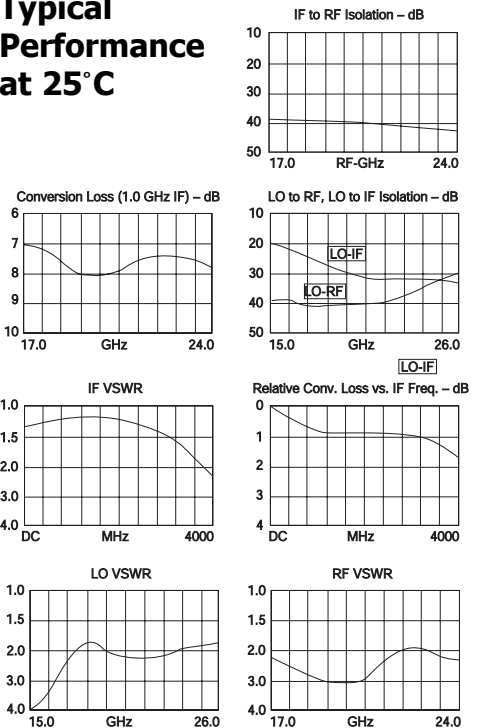 Typical
Performance
at 25°C
IF to RF Isolation – dB
10
20
30
40
50
17.0 RF-GHz 24.0
Conversion Loss (1.0 GHz IF) – dB
6
7
8
9
10
17.0 GHz 24.0
LO to RF, LO to IF Isolation – dB
10
20
30
40
50
LO-IF
LO-RF
15.0 GHz 26.0
LO-IF
IF VSWR
1.0
1.5
2.0
3.0
4.0
DC MHz 4000
Relative Conv. Loss vs. IF Freq. – dB
0
1
2
3
4
DC MHz 4000
LO VSWR
1.0
1.5
2.0
3.0
4.0
15.0 GHz 26.0
RF VSWR
1.0
1.5
2.0
3.0
4.0
17.0 GHz 24.0